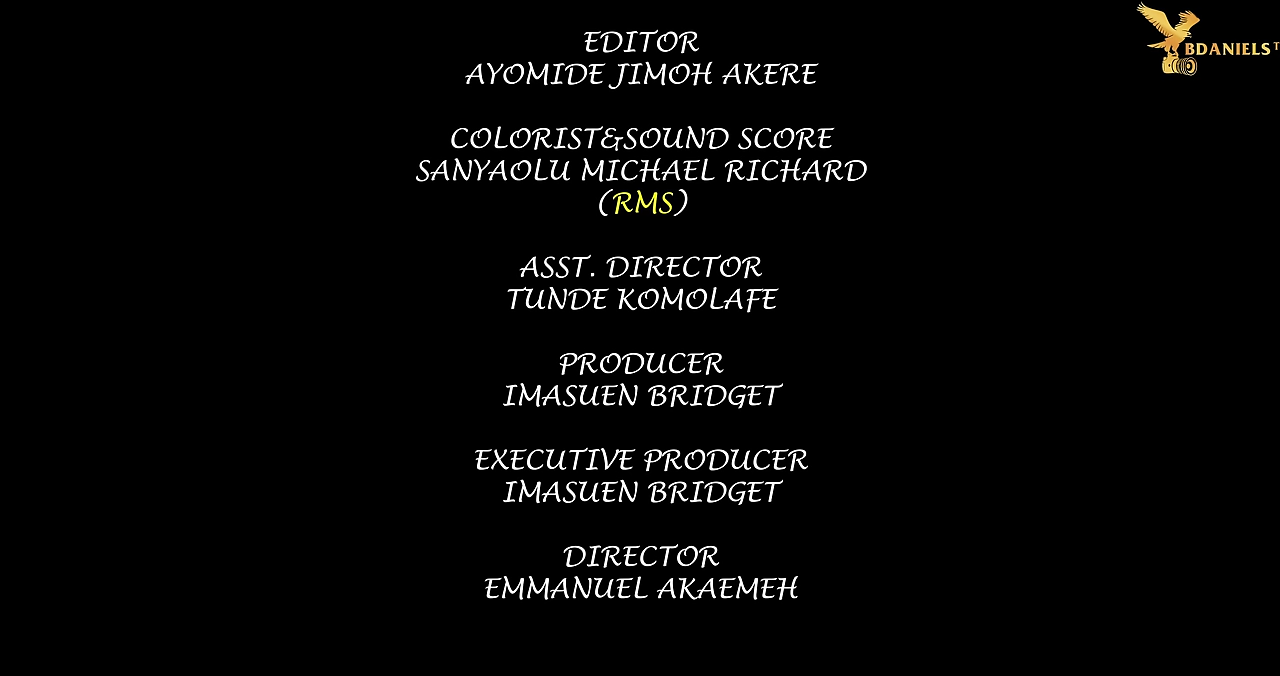 EDITOR
AYOMIDE JIMOH AKERE
COLORIST&SOUND SCORE
SANYAOLU MICHAEL RICHARD
(RMS)
ASST. DIRECTOR
TUNDE KOMOLAFE
PRODUCER
IMASUEN BRIDGET
EXECUTIVE PRODUCER
IMASUEN BRIDGET
DIRECTOR
EMMANUEL AKAEMEH
BDANIELS T